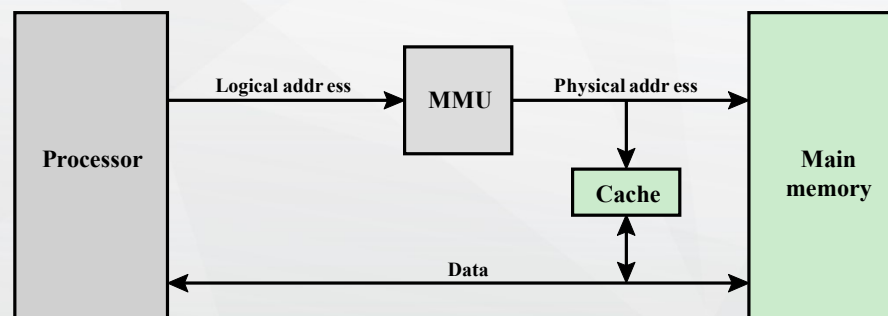 Logical addr ess
MMU
Physical addr ess
Processor
Main
memory
Cache
Data